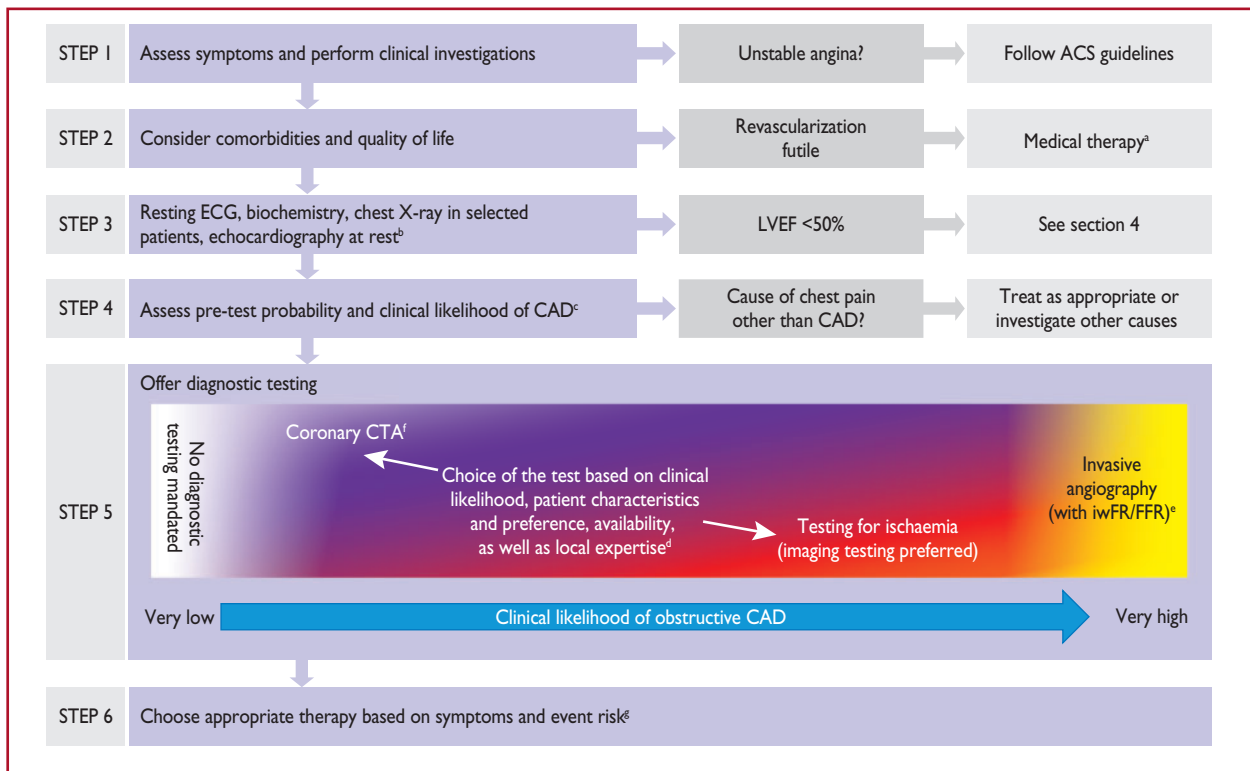 STEP 1
Assess symptoms and perform clinical investigations
Unstable angina?
Follow ACS guidelines
STEP 2
Consider comorbidities and quality of life
Revascularization
futile
Medical therapyᵃ
STEP 3
Resting ECG, biochemistry, chest X-ray in selected
patients, echocardiography at restᵇ
LVEF <50%
See section 4
STEP 4
Assess pre-test probability and clinical likelihood of CADᶜ
Cause of chest pain
other than CAD?
Treat as appropriate or
investigate other causes
STEP 5
Offer diagnostic testing
No diagnostic
testing mandated
Coronary CTAᶠ
Choice of the test based on clinical
likelihood, patient characteristics
and preference, availability,
as well as local expertiseᵈ
Testing for ischaemia
(imaging testing preferred)
Invasive
angiography
(with iwFR/FFR)ᵉ
Very low
Clinical likelihood of obstructive CAD
Very high
STEP 6
Choose appropriate therapy based on symptoms and event riskᵍ